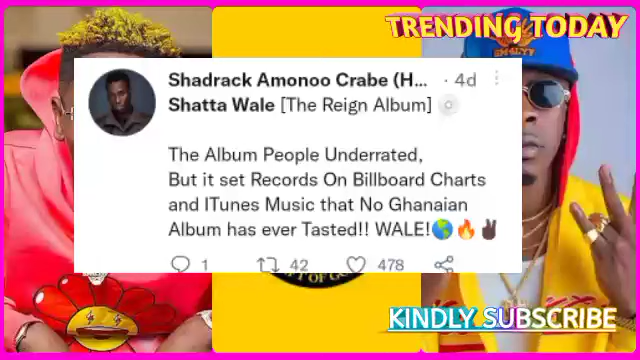 TRENDING TODAY
Shadrack Amonoo Crabe (H... · 4d
Shatta Wale [The Reign Album] 💿
The Album People Underrated,
But it set Records On Billboard Charts
and ITunes Music that No Ghanaian
Album has ever Tasted!! WALE!🌎🔥✌🏿
1 42 478
KINDLY SUBSCRIBE